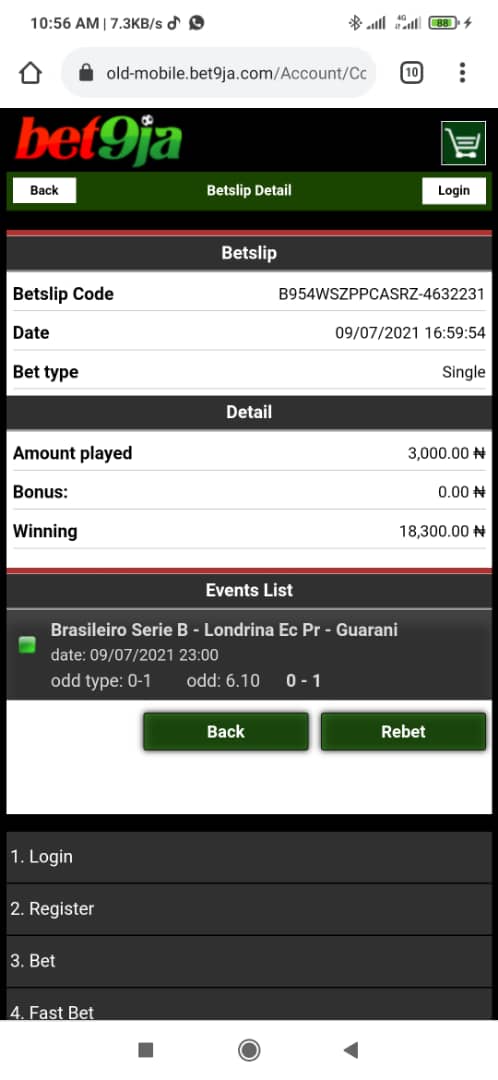 10:56 AM | 7.3KB/s
4G
88
old-mobile.bet9ja.com/Account/Cc
10
bet9ja
Back Betslip Detail Login
Betslip
Betslip Code B954WSZPPCASRZ-4632231
Date 09/07/2021 16:59:54
Bet type Single
Detail
Amount played 3,000.00 ₦
Bonus: 0.00 ₦
Winning 18,300.00 ₦
Events List
Brasileiro Serie B - Londrina Ec Pr - Guarani
date: 09/07/2021 23:00
odd type: 0-1 odd: 6.10 0 - 1
Back Rebet
1. Login
2. Register
3. Bet
4. Fast Bet